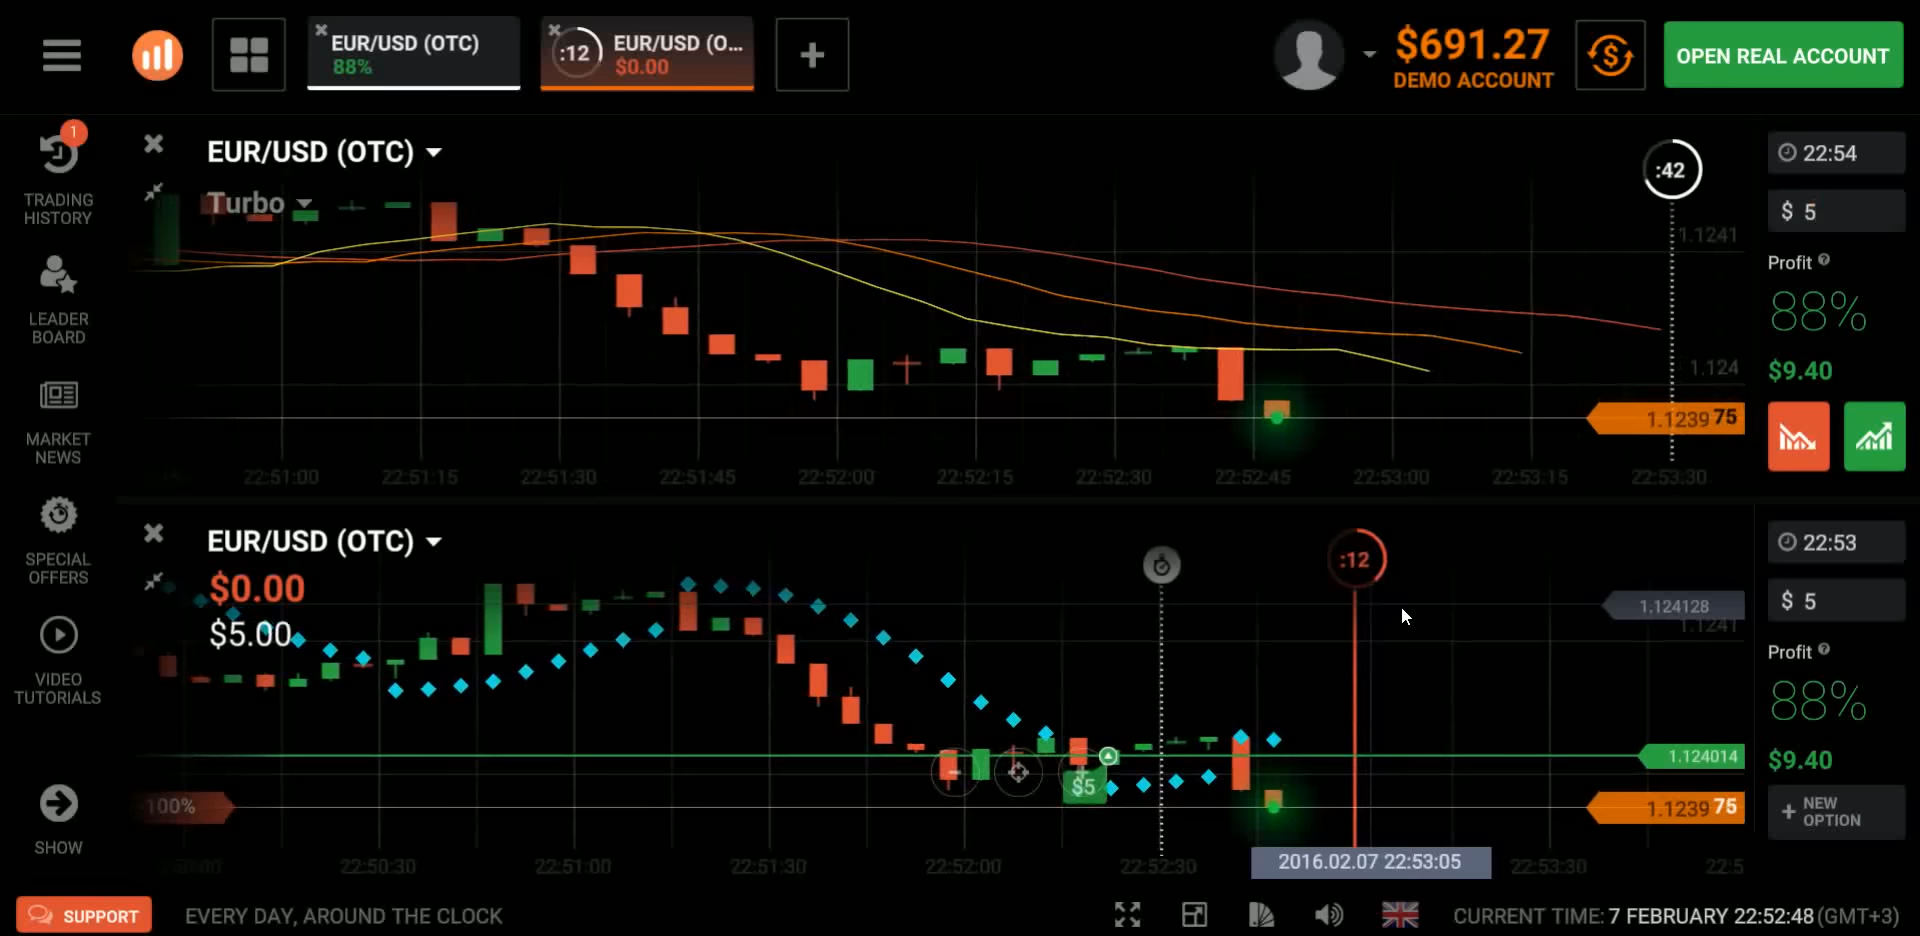 EUR/USD (OTC)
88%
:12
EUR/USD (O...
$0.00
$691.27
DEMO ACCOUNT
OPEN REAL ACCOUNT
1
TRADING
HISTORY
LEADER
BOARD
MARKET
NEWS
SPECIAL
OFFERS
VIDEO
TUTORIALS
SHOW
EUR/USD (OTC)
Turbo
:42
1.1241
1.124
1.1239 75
22:51:00 22:51:15 22:51:30 22:51:45 22:52:00 22:52:15 22:52:30 22:52:45 22:53:00 22:53:15 22:53:30
22:54
$ 5
Profit
88%
$9.40
EUR/USD (OTC)
$0.00
$5.00
:12
1.124128
1.1241
1.124014
$5
-100%
1.1239 75
22:50:30 22:51:00 22:51:30 22:52:00 22:52:30 2016.02.07 22:53:05 22:53:30 22:5
22:53
$ 5
Profit
88%
$9.40
+ NEW
OPTION
SUPPORT
EVERY DAY, AROUND THE CLOCK
CURRENT TIME: 7 FEBRUARY 22:52:48 (GMT+3)